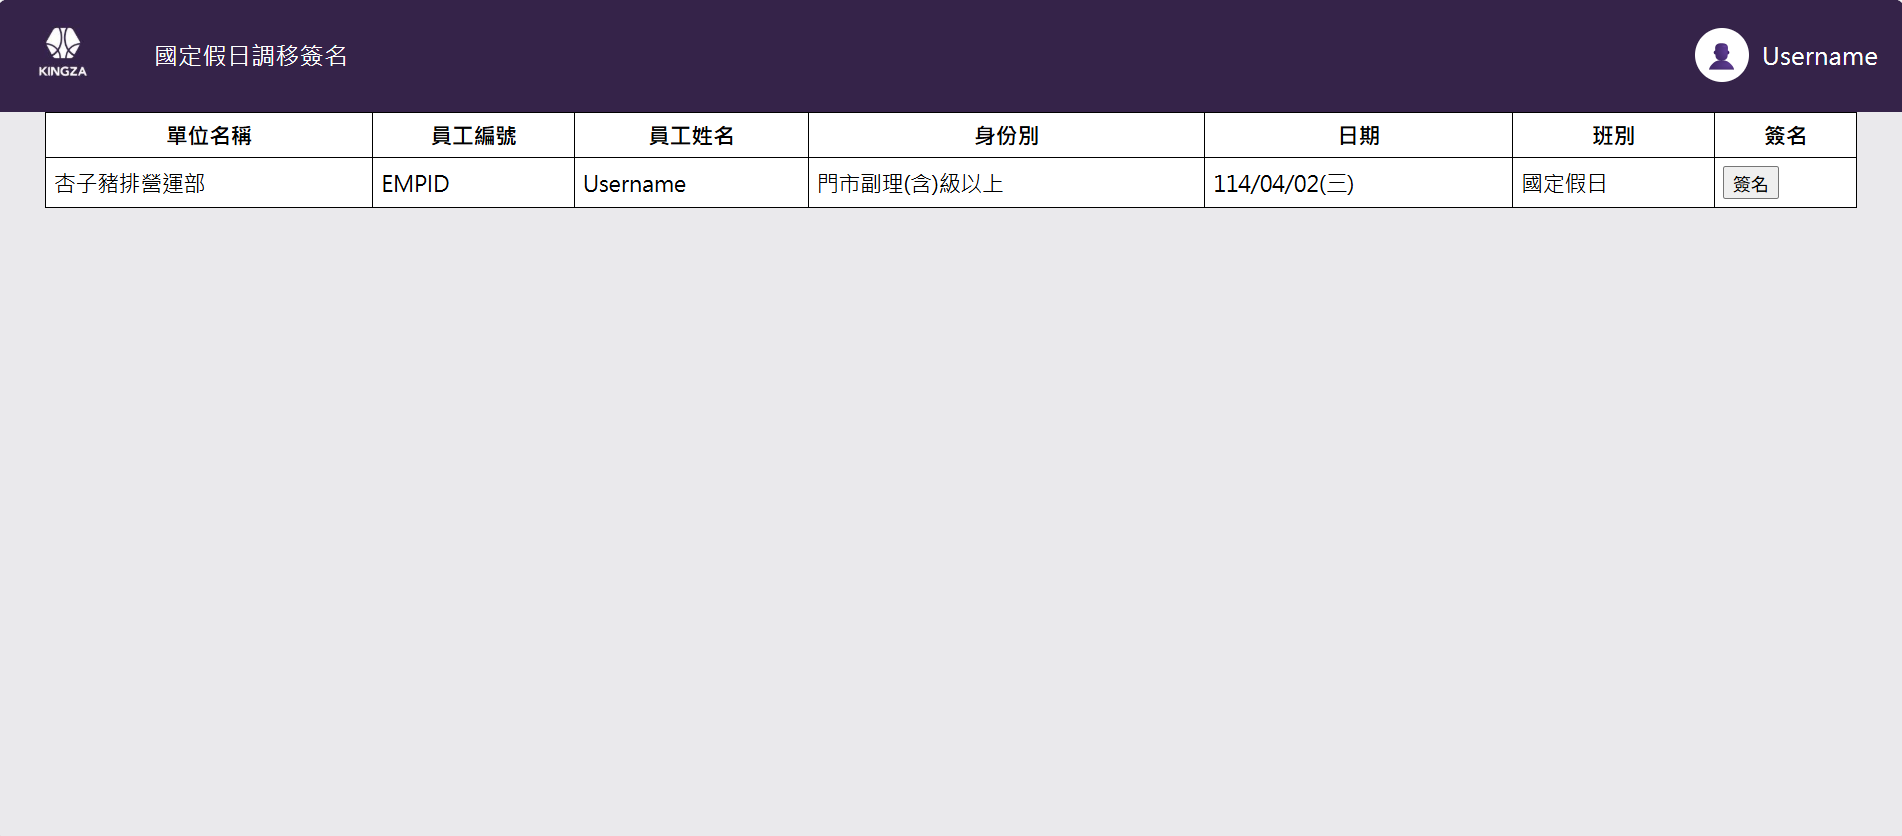 KINGZA
國定假日調移簽名
Username
單位名稱 員工編號 員工姓名 身份別 日期 班別 簽名
杏子豬排營運部 EMPID Username 門市副理(含)級以上 114/04/02(三) 國定假日 簽名